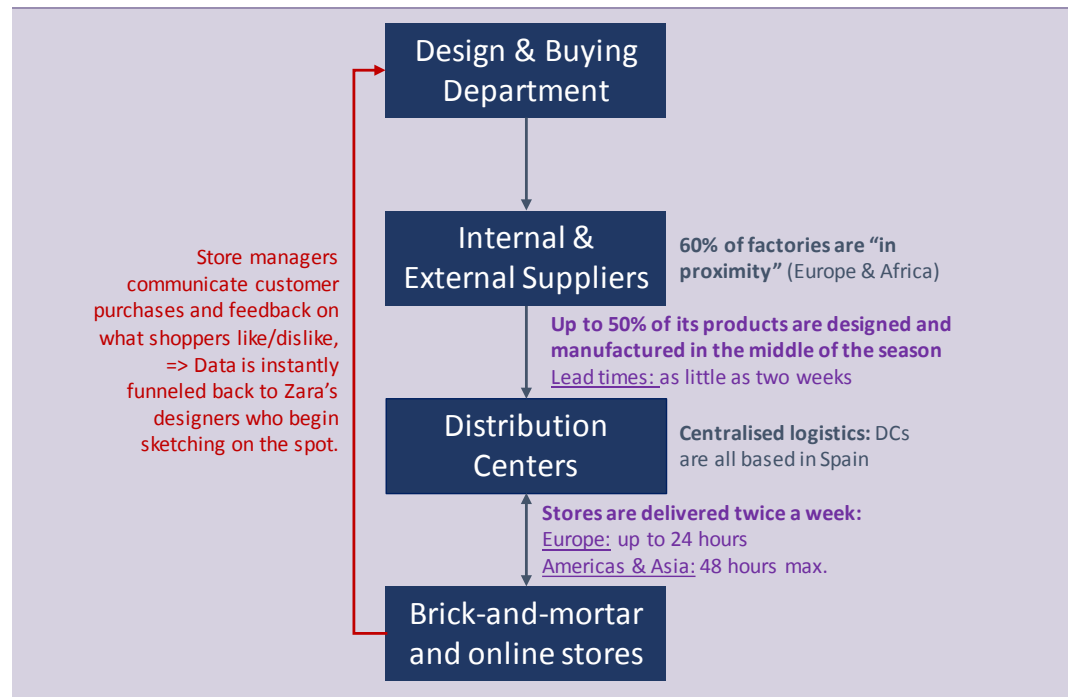 Design & Buying
Department
Internal &
External Suppliers
60% of factories are “in
proximity” (Europe & Africa)
Store managers
communicate customer
purchases and feedback on
what shoppers like/dislike,
=> Data is instantly
funneled back to Zara’s
designers who begin
sketching on the spot.
Up to 50% of its products are designed and
manufactured in the middle of the season
Lead times: as little as two weeks
Distribution
Centers
Centralised logistics: DCs
are all based in Spain
Stores are delivered twice a week:
Europe: up to 24 hours
Americas & Asia: 48 hours max.
Brick-and-mortar
and online stores